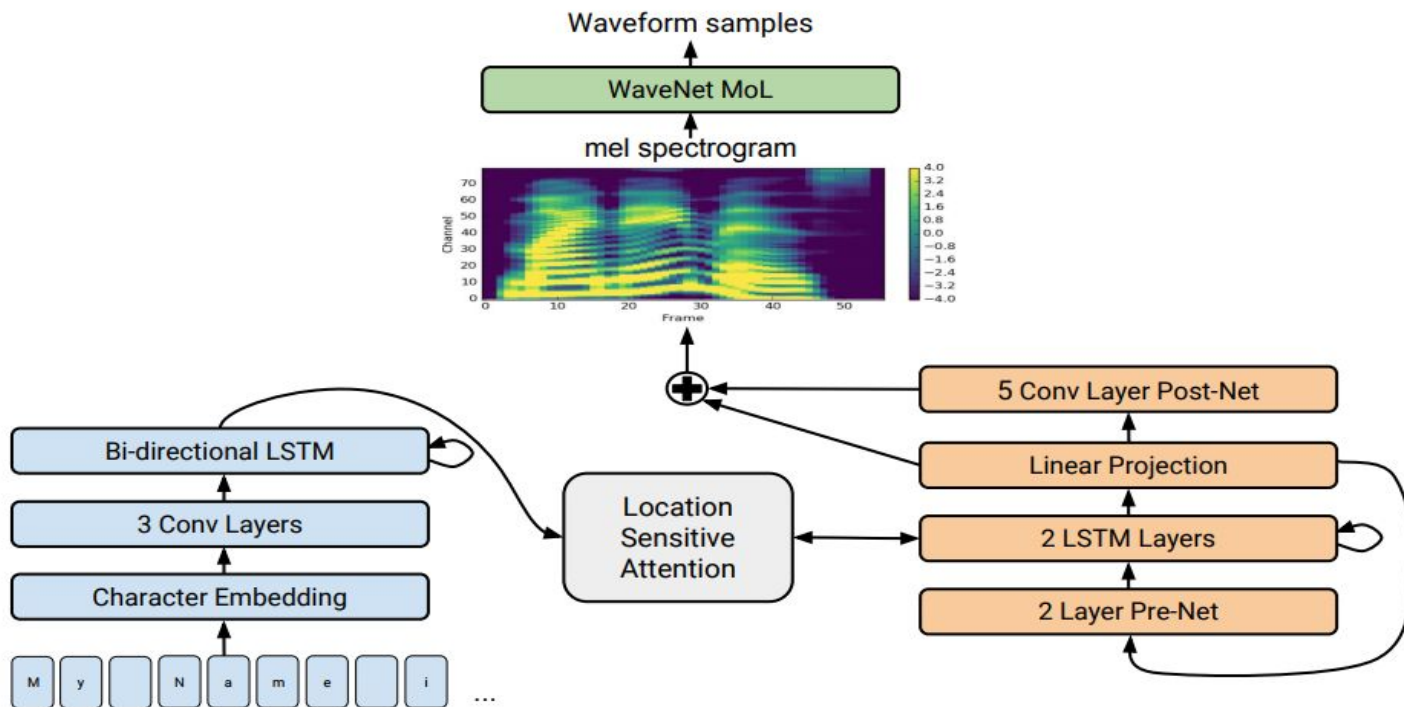 Waveform samples
WaveNet MoL
mel spectrogram
70
60
50
40
30
20
10
0
Channel
0 10 20 30 40 50
Frame
4.0
3.2
2.4
1.6
0.8
0.0
−0.8
−1.6
−2.4
−3.2
−4.0
5 Conv Layer Post-Net
Bi-directional LSTM
Linear Projection
3 Conv Layers
Location
Sensitive
Attention
2 LSTM Layers
Character Embedding
2 Layer Pre-Net
M y N a m e i ...